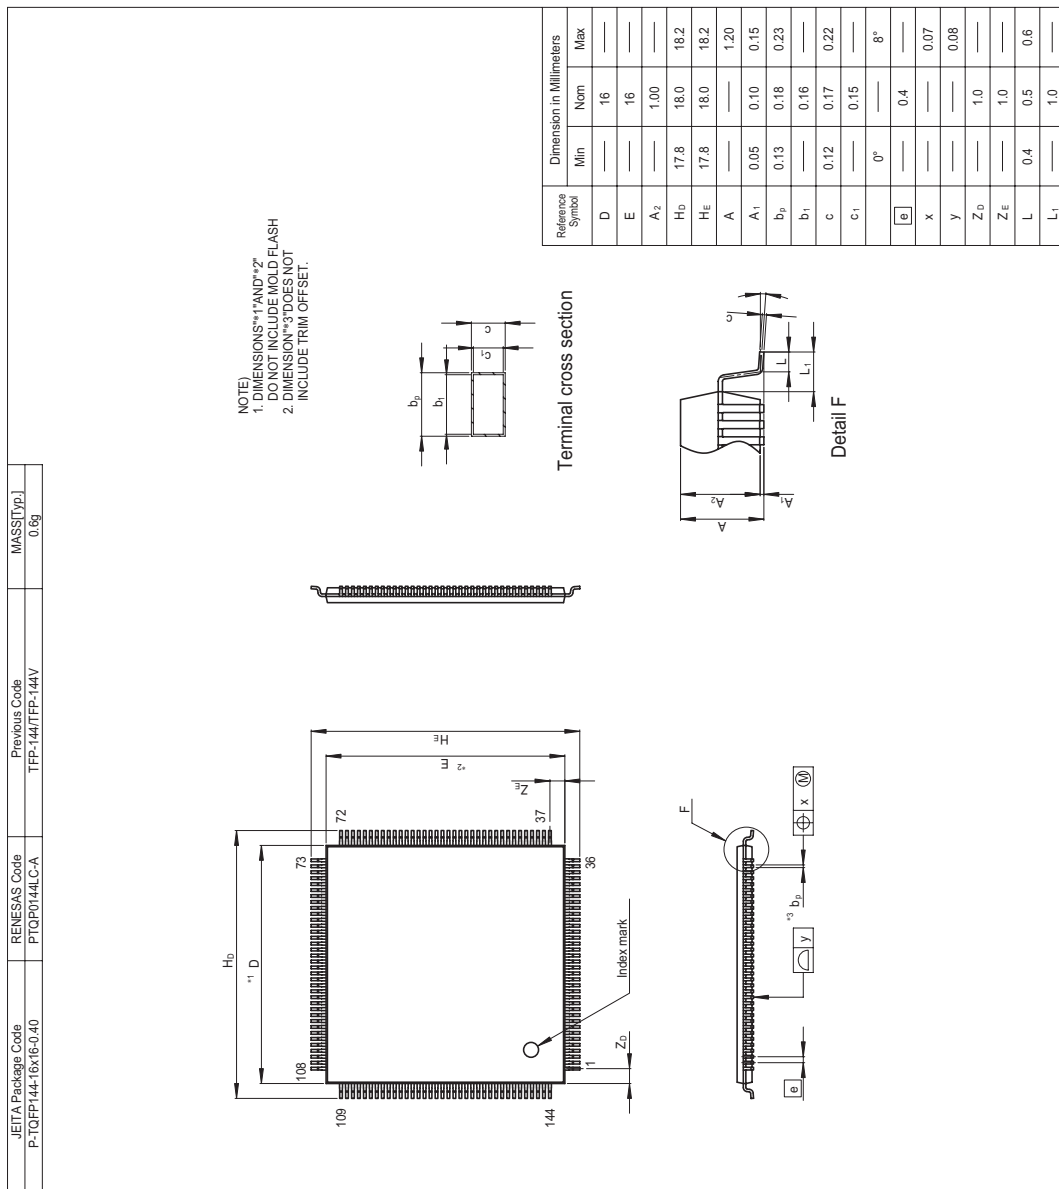 JEITA Package Code RENESAS Code Previous Code MASS[Typ.]
P-TQFP144-16x16-0.40 PTQP0144LC-A TFP-144/TFP-144V 0.6g
HD
*1 D
108 73
109 72
144 37
1 36
ZD
Index mark
ZE
*2 E
HE
F
e
y
*3 bp
x M
NOTE)
1. DIMENSIONS"*1"AND"*2"
DO NOT INCLUDE MOLD FLASH
2. DIMENSION"*3"DOES NOT
INCLUDE TRIM OFFSET.
bp
b1
c1
c
Terminal cross section
A
A2
A1
L
L1
c
Detail F
Reference Symbol Dimension in Millimeters
Min Nom Max
D — 16 —
E — 16 —
A2 — 1.00 —
HD 17.8 18.0 18.2
HE 17.8 18.0 18.2
A — — 1.20
A1 0.05 0.10 0.15
bp 0.13 0.18 0.23
b1 — 0.16 —
c 0.12 0.17 0.22
c1 — 0.15 —
0° — 8°
e — 0.4 —
x — — 0.07
y — — 0.08
ZD — 1.0 —
ZE — 1.0 —
L 0.4 0.5 0.6
L1 — 1.0 —